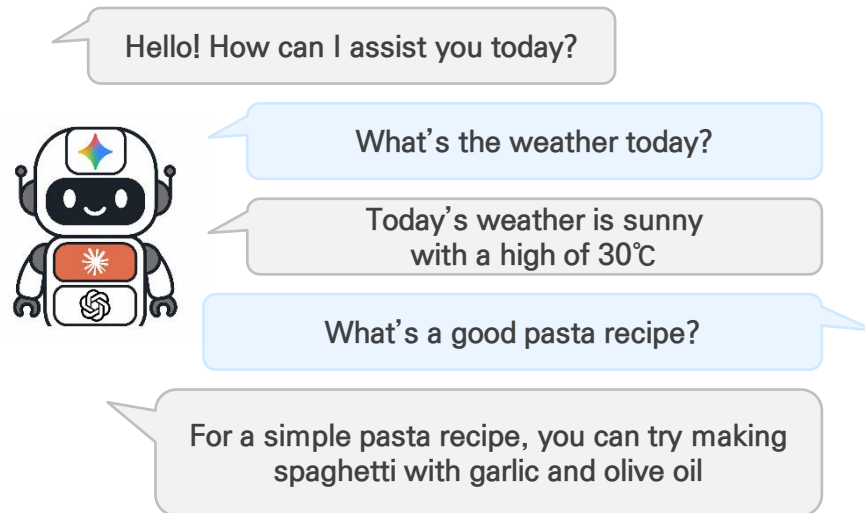 Hello! How can I assist you today?
What’s the weather today?
Today’s weather is sunny
with a high of 30℃
What’s a good pasta recipe?
For a simple pasta recipe, you can try making
spaghetti with garlic and olive oil